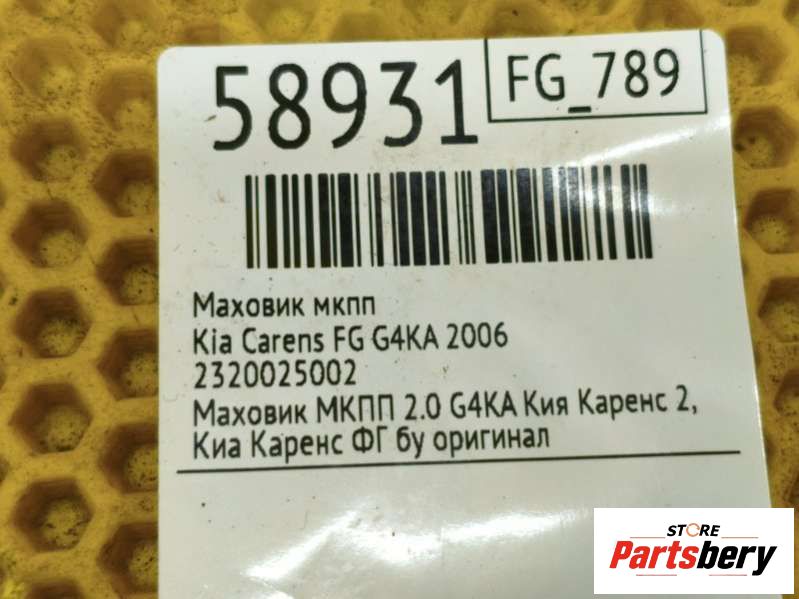 58931
FG_789
Маховик мкпп
Kia Carens FG G4KA 2006
2320025002
Маховик МКПП 2.0 G4KA Кия Каренс 2,
Киа Каренс ФГ бу оригинал
STORE
Partsbery